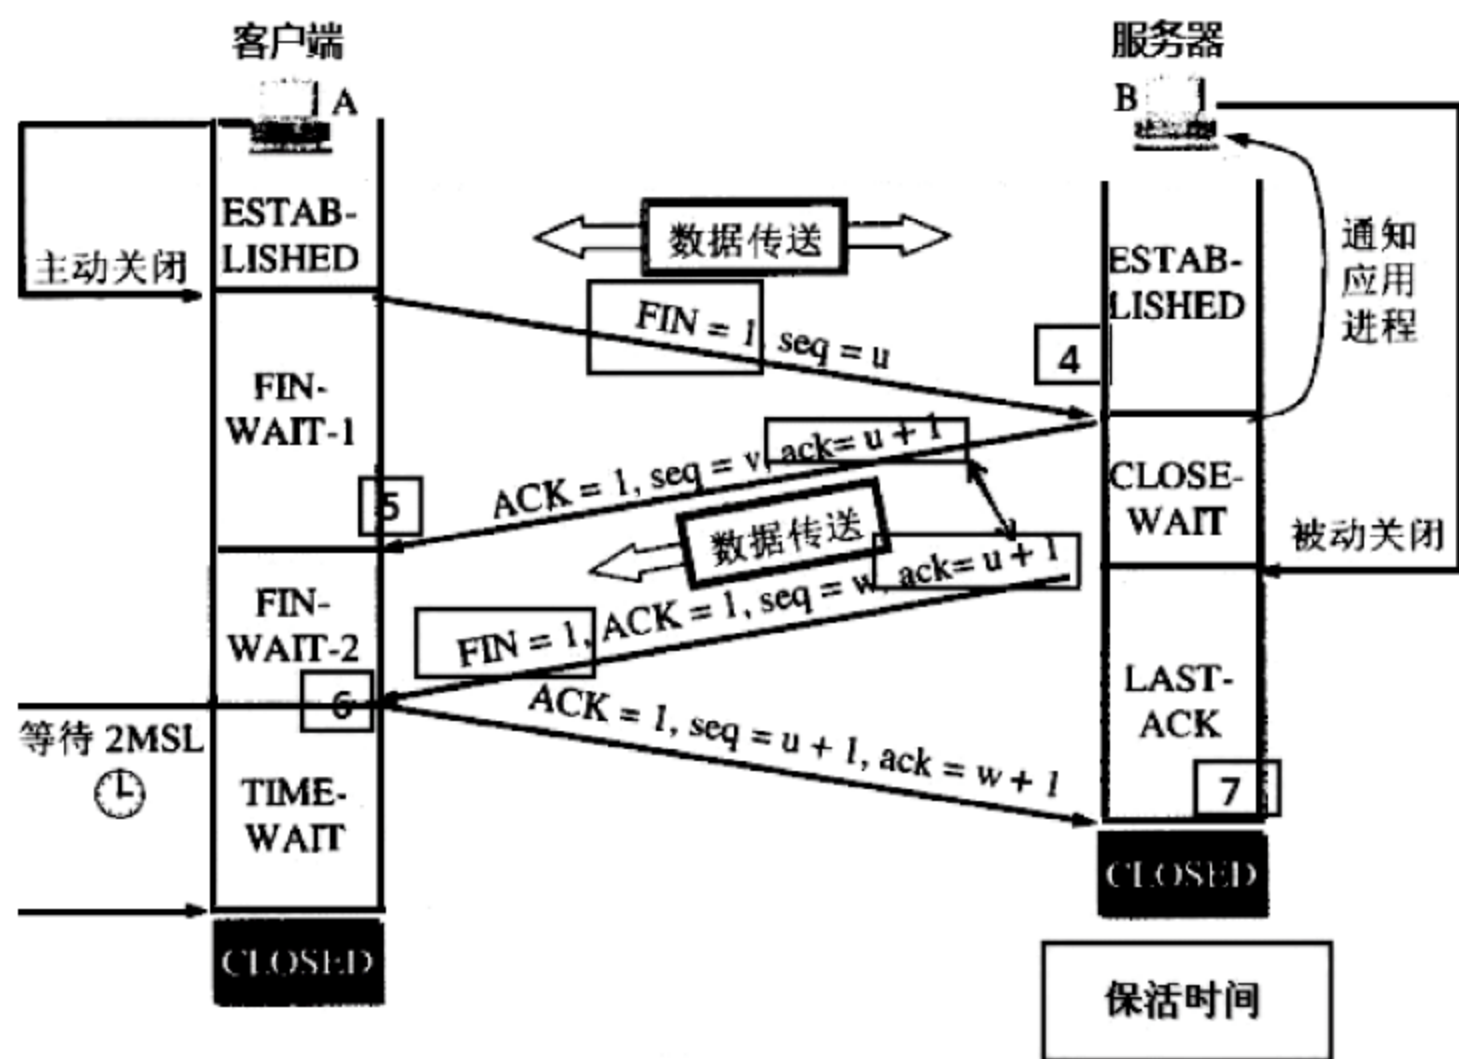 客户端
服务器
A
B
ESTAB-
LISHED
数据传送
ESTAB-
LISHED
通知
应用
进程
主动关闭
FIN = 1, seq = u
4
FIN-
WAIT-1
ACK = 1, seq = v, ack= u + 1
CLOSE-
WAIT
5
数据传送
被动关闭
FIN-
WAIT-2
FIN = 1, ACK = 1, seq = w, ack= u + 1
LAST-
ACK
6
ACK = 1, seq = u + 1, ack = w + 1
等待 2MSL
TIME-
WAIT
7
CLOSED
CLOSED
保活时间